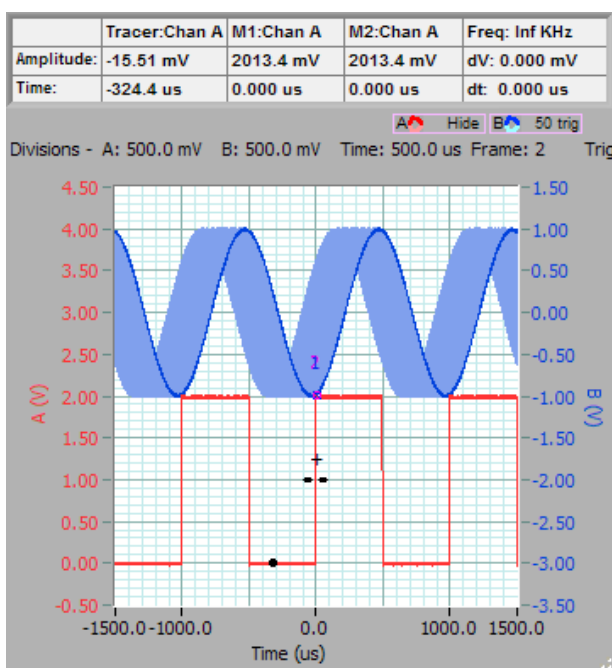 Tracer:Chan A M1:Chan A M2:Chan A Freq: Inf KHz
Amplitude: -15.51 mV 2013.4 mV 2013.4 mV dV: 0.000 mV
Time: -324.4 us 0.000 us 0.000 us dt: 0.000 us
A Hide B 50 trig
Divisions - A: 500.0 mV B: 500.0 mV Time: 500.0 us Frame: 2 Trig
4.50 1.50
4.00 1.00
3.50 0.50
3.00 0.00
2.50 -0.50
2.00 -1.00
1.50 -1.50
1.00 -2.00
0.50 -2.50
0.00 -3.00
-0.50 -3.50
A (V)
B (V)
-1500.0 -1000.0 0.0 1000.0 1500.0
Time (us)